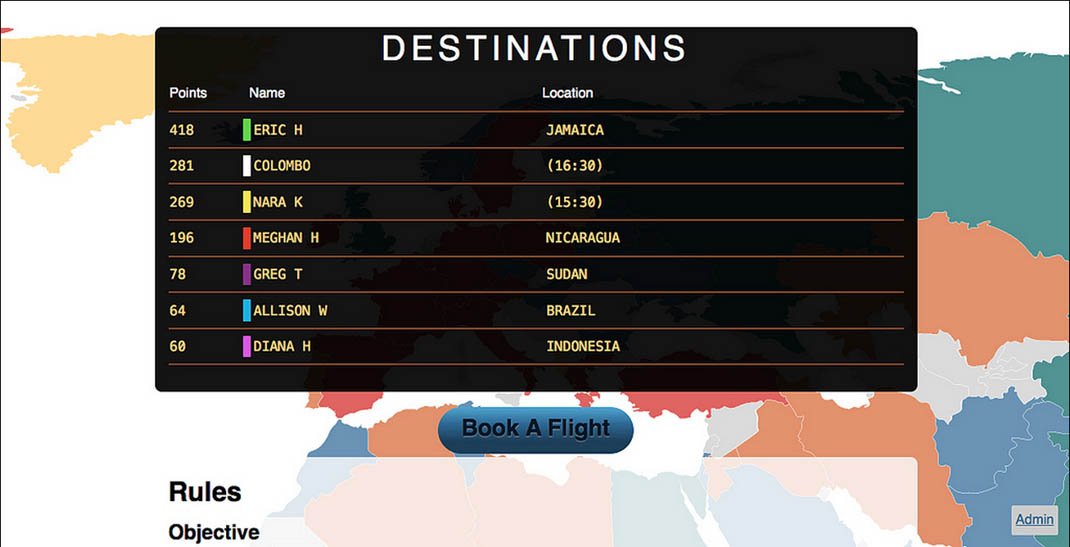 DESTINATIONS
Points Name Location
418 ERIC H JAMAICA
281 COLOMBO (16:30)
269 NARA K (15:30)
196 MEGHAN H NICARAGUA
78 GREG T SUDAN
64 ALLISON W BRAZIL
60 DIANA H INDONESIA
Book A Flight
Rules
Admin
Objective